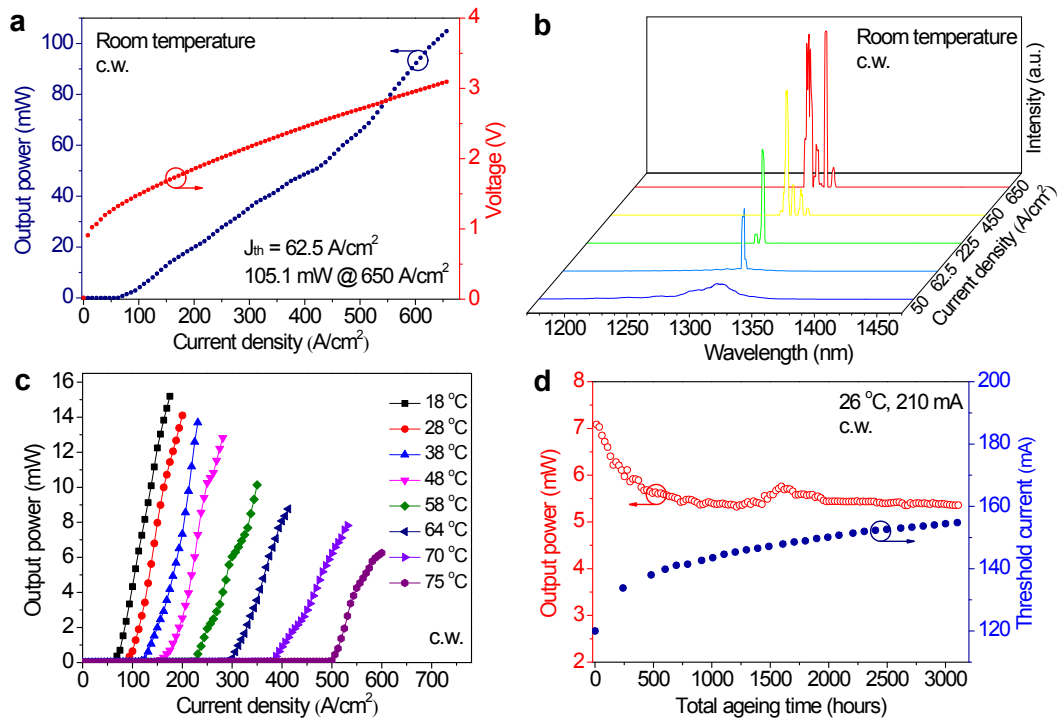 a
Room temperature
c.w.
Output power (mW)
100
80
60
40
20
0
4
3
2
1
0
Voltage (V)
Jth = 62.5 A/cm²
105.1 mW @ 650 A/cm²
0 100 200 300 400 500 600
Current density (A/cm²)
b
Room temperature
c.w.
Intensity (a.u.)
50 62.5 225 450 650
Current density (A/cm²)
1200 1250 1300 1350 1400 1450
Wavelength (nm)
c
Output power (mW)
16
14
12
10
8
6
4
2
0
18 °C
28 °C
38 °C
48 °C
58 °C
64 °C
70 °C
75 °C
c.w.
0 100 200 300 400 500 600 700
Current density (A/cm²)
d
26 °C, 210 mA
c.w.
Output power (mW)
8
7
6
5
4
3
2
200
180
160
140
120
Threshold current (mA)
0 500 1000 1500 2000 2500 3000
Total ageing time (hours)